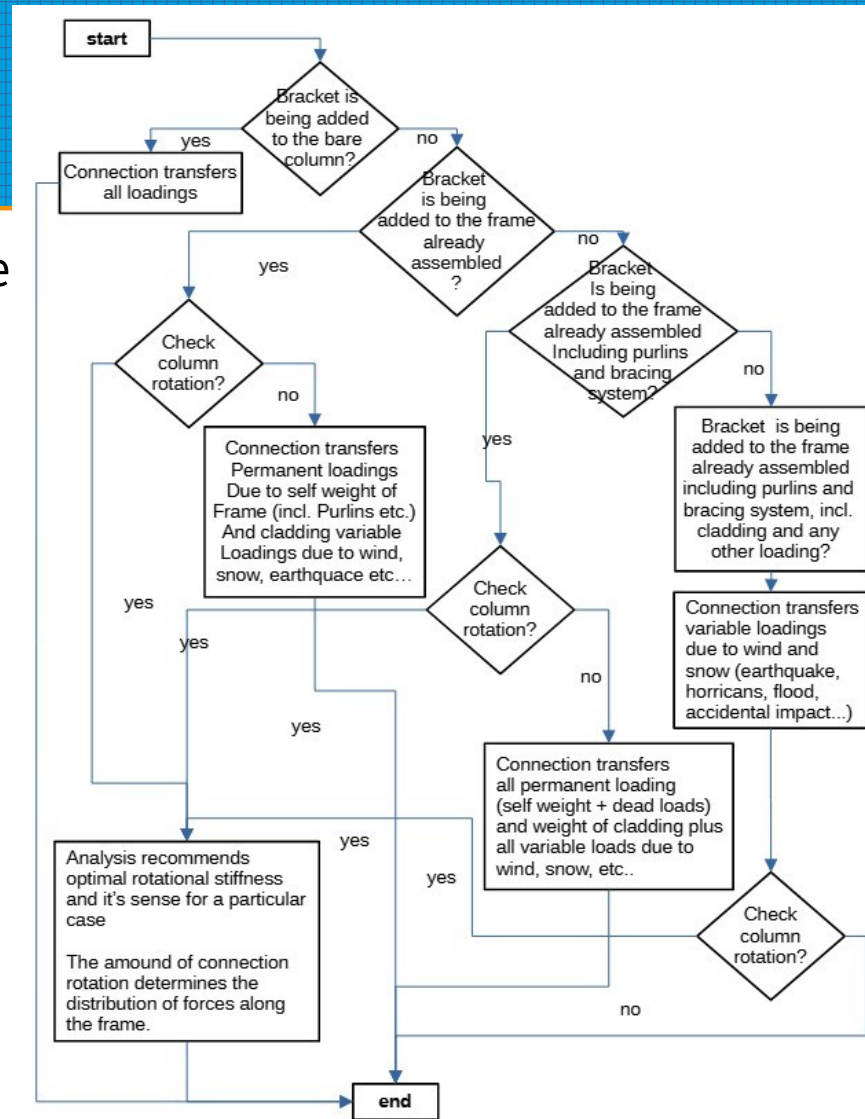 start
Bracket is
being added
to the bare
column?
yes
no
Connection transfers
all loadings
Bracket
is being
added to the frame
already
assembled
?
e
yes
no
Bracket
Is being
added to the frame
already assembled
Including purlins
and bracing
system?
Check
column
rotation?
no
no
yes
Connection transfers
Permanent loadings
Due to self weight of
Frame (incl. Purlins etc.)
And cladding variable
Loadings due to wind,
snow, earthquace etc...
Bracket is being
added to the frame
already assembled
including purlins and
bracing system, incl.
cladding and any
other loading?
Check
column
rotation?
yes
yes
no
Connection transfers
variable loadings
due to wind and
snow (earthquake,
horricans, flood,
accidental impact...)
yes
Connection transfers
all permanent loading
(self weight + dead loads)
and weight of cladding plus
all variable loads due to
wind, snow, etc..
yes
yes
Analysis recommends
optimal rotational stiffness
and it's sense for a particular
case
The amound of connection
rotation determines the
distribution of forces along
the frame.
Check
column
rotation?
no
end